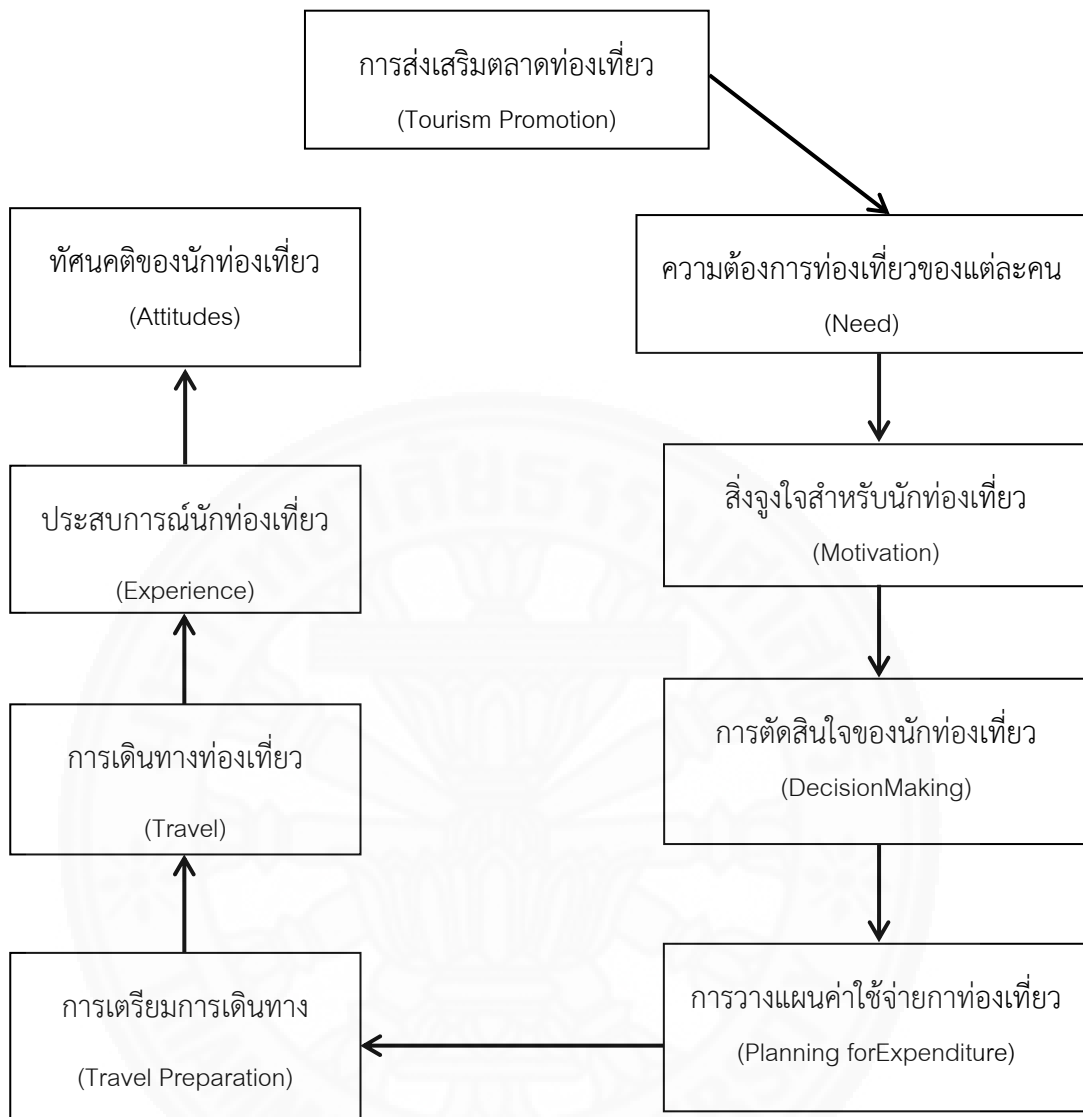 การส่งเสริมตลาดท่องเที่ยว
(Tourism Promotion)
ความต้องการท่องเที่ยวของแต่ละคน
(Need)
สิ่งจูงใจสำหรับนักท่องเที่ยว
(Motivation)
การตัดสินใจของนักท่องเที่ยว
(DecisionMaking)
การวางแผนค่าใช้จ่ายกาท่องเที่ยว
(Planning forExpenditure)
การเตรียมการเดินทาง
(Travel Preparation)
การเดินทางท่องเที่ยว
(Travel)
ประสบการณ์นักท่องเที่ยว
(Experience)
ทัศนคติของนักท่องเที่ยว
(Attitudes)